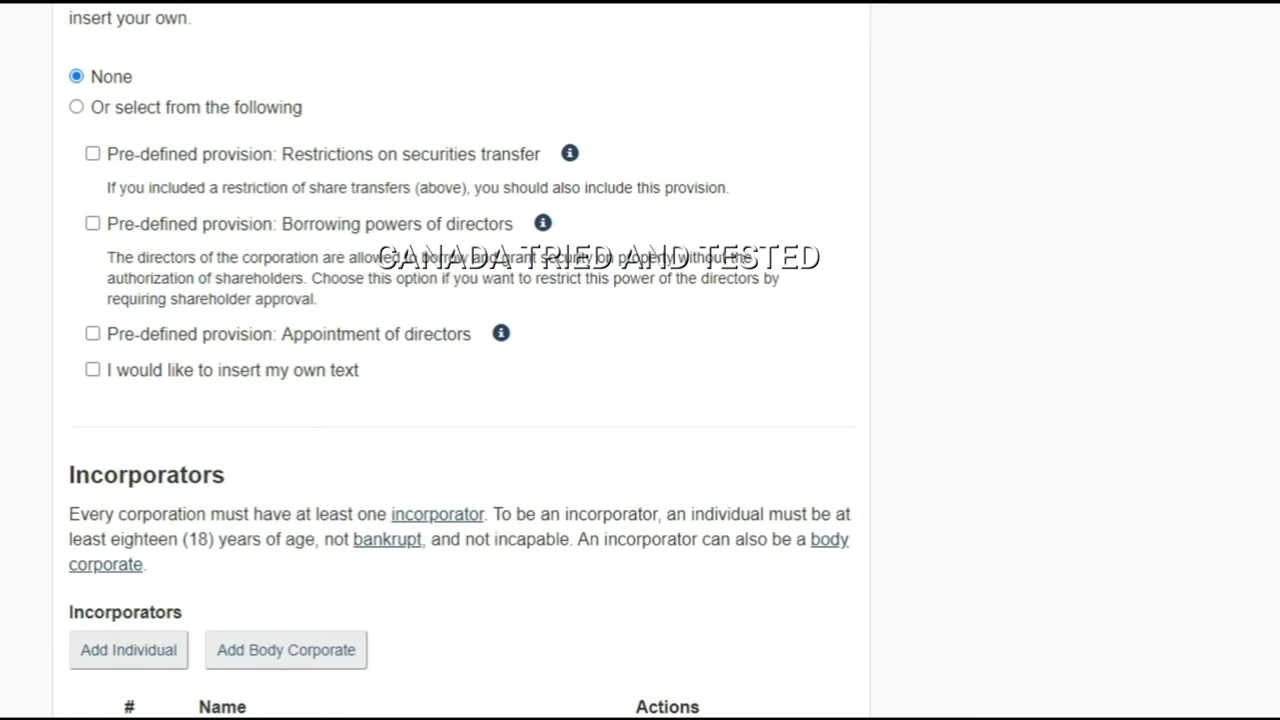 insert your own.
None
Or select from the following
Pre-defined provision: Restrictions on securities transfer
If you included a restriction of share transfers (above), you should also include this provision.
Pre-defined provision: Borrowing powers of directors
CANADA TRIED AND TESTED
The directors of the corporation are allowed to borrow and grant security on property without the
authorization of shareholders. Choose this option if you want to restrict this power of the directors by
requiring shareholder approval.
Pre-defined provision: Appointment of directors
I would like to insert my own text
Incorporators
Every corporation must have at least one incorporator. To be an incorporator, an individual must be at
least eighteen (18) years of age, not bankrupt, and not incapable. An incorporator can also be a body
corporate.
Incorporators
Add Individual Add Body Corporate
# Name Actions